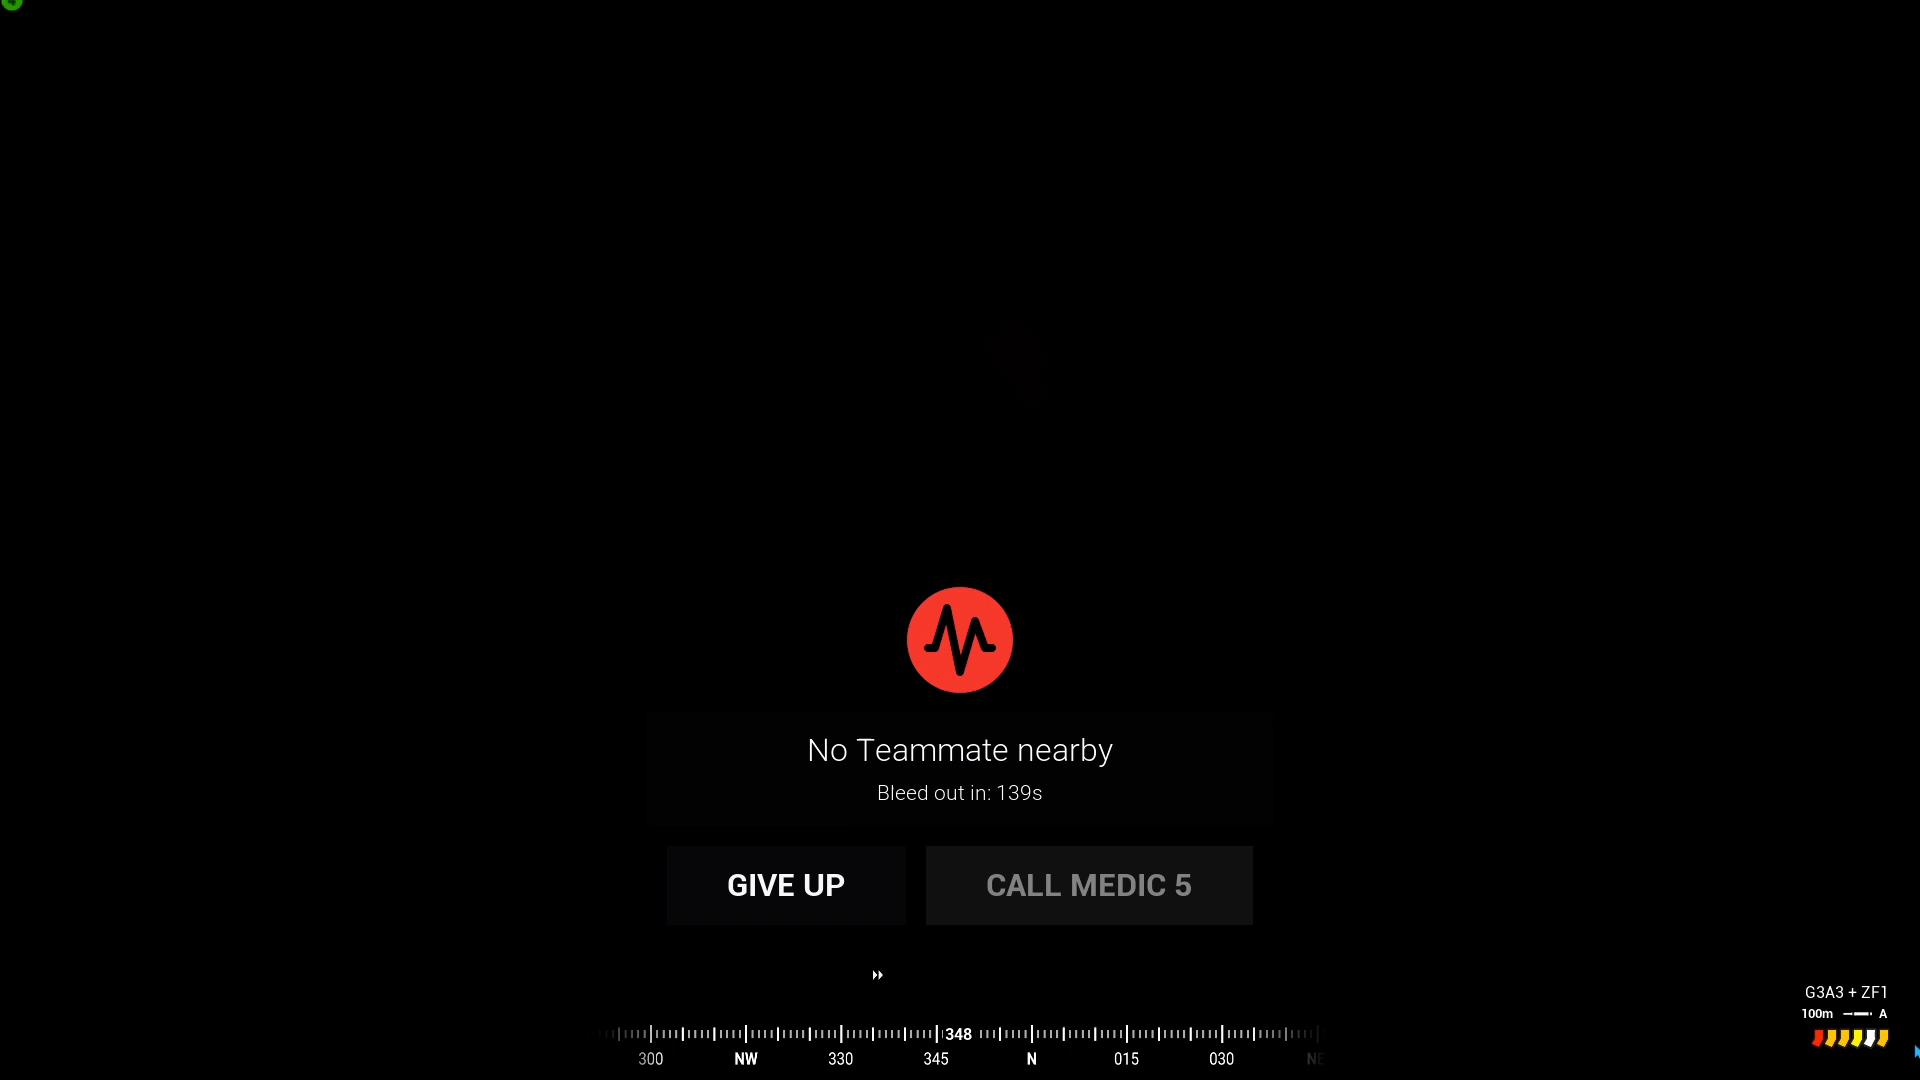 No Teammate nearby
Bleed out in: 139s
GIVE UP
CALL MEDIC 5
G3A3 + ZF1
100m A
348
300 NW 330 345 N 015 030 NE